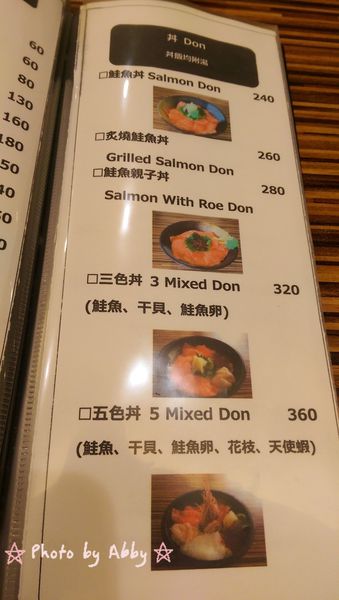 60
60
80
130
160
180
丼 Don
丼飯均附湯
□鮭魚丼 Salmon Don 240
□炙燒鮭魚丼
Grilled Salmon Don 260
□鮭魚親子丼 280
Salmon With Roe Don
□三色丼 3 Mixed Don 320
(鮭魚、干貝、鮭魚卵)
□五色丼 5 Mixed Don 360
(鮭魚、干貝、鮭魚卵、花枝、天使蝦)
☆ Photo by Abby ☆